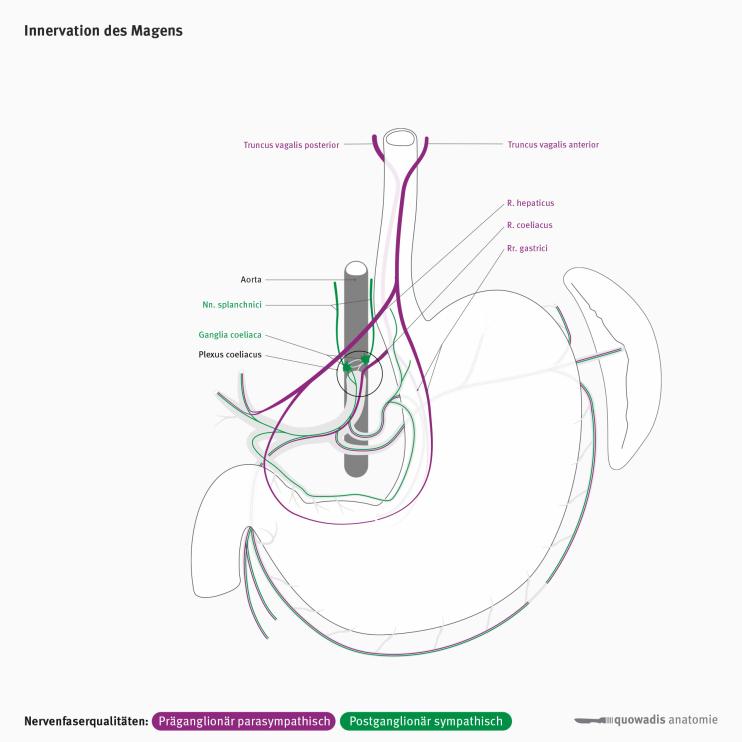 Innervation des Magens
Truncus vagalis posterior
Truncus vagalis anterior
R. hepaticus
R. coeliacus
Rr. gastrici
Aorta
Nn. splanchnici
Ganglia coeliaca
Plexus coeliacus
Nervenfaserqualitäten: Präganglionär parasympathisch Postganglionär sympathisch
quowadis anatomie